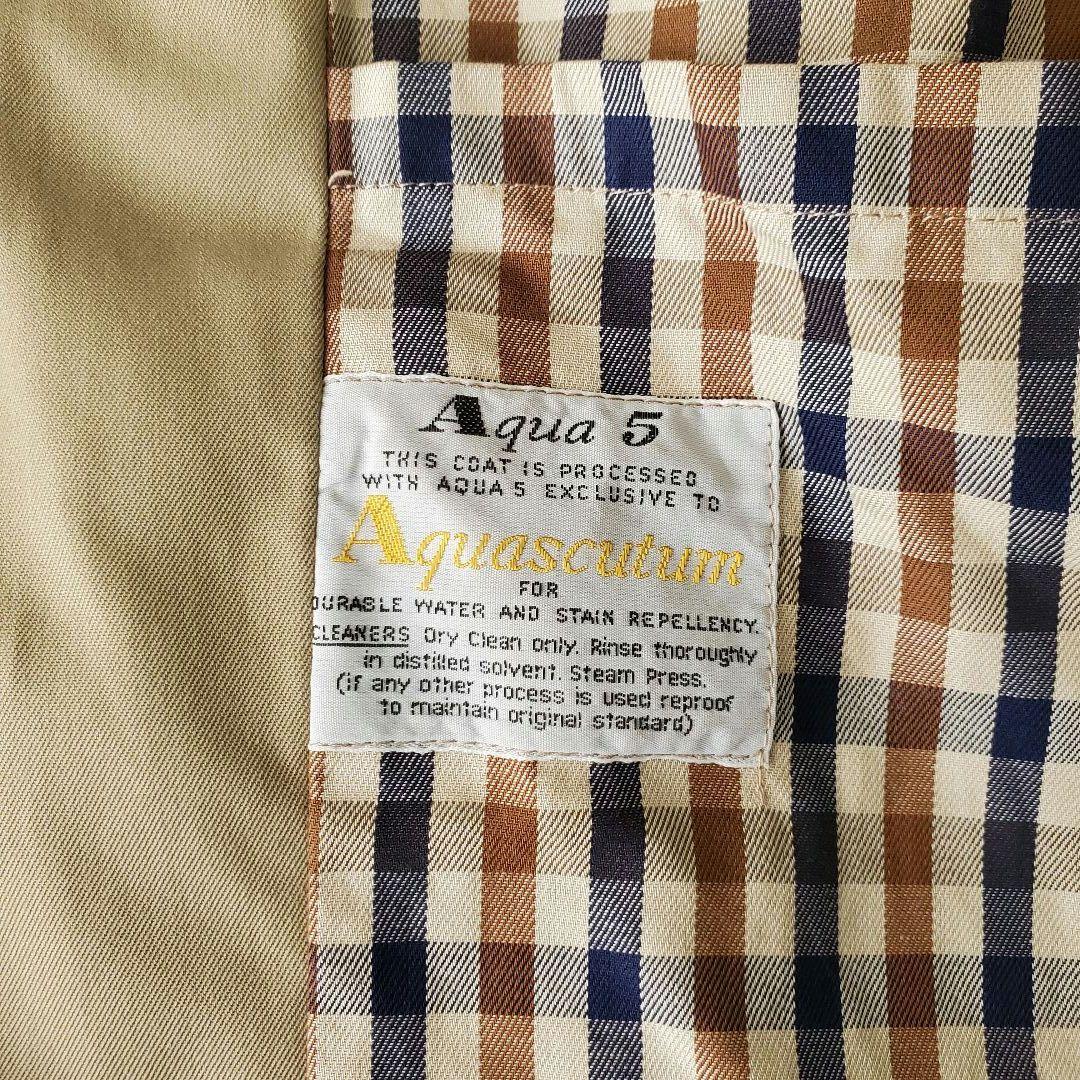 Aqua 5
THIS COAT IS PROCESSED
WITH AQUA 5 EXCLUSIVE TO
Aquascutum
FOR
DURABLE WATER AND STAIN REPELLENCY.
CLEANERS Dry Clean only. Rinse thoroughly
in distilled solvent. Steam Press.
(if any other process is used reproof
to maintain original standard)